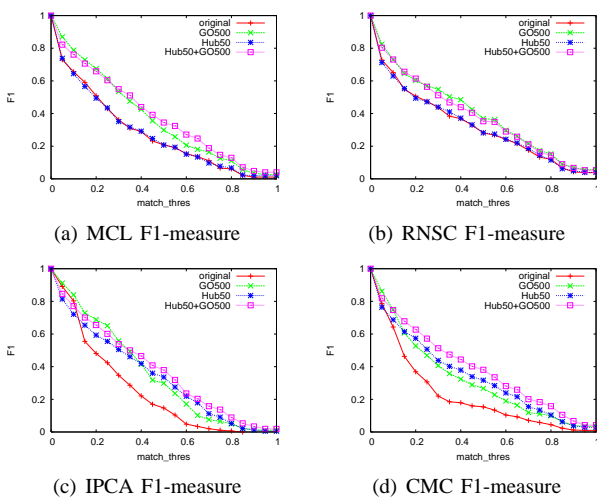 original
GO500
Hub50
Hub50+GO500
1
0.8
0.6
0.4
0.2
0
F1
0 0.2 0.4 0.6 0.8 1
match_thres
(a) MCL F1-measure
original
GO500
Hub50
Hub50+GO500
1
0.8
0.6
0.4
0.2
0
F1
0 0.2 0.4 0.6 0.8 1
match_thres
(b) RNSC F1-measure
original
GO500
Hub50
Hub50+GO500
1
0.8
0.6
0.4
0.2
0
F1
0 0.2 0.4 0.6 0.8 1
match_thres
(c) IPCA F1-measure
original
GO500
Hub50
Hub50+GO500
1
0.8
0.6
0.4
0.2
0
F1
0 0.2 0.4 0.6 0.8 1
match_thres
(d) CMC F1-measure